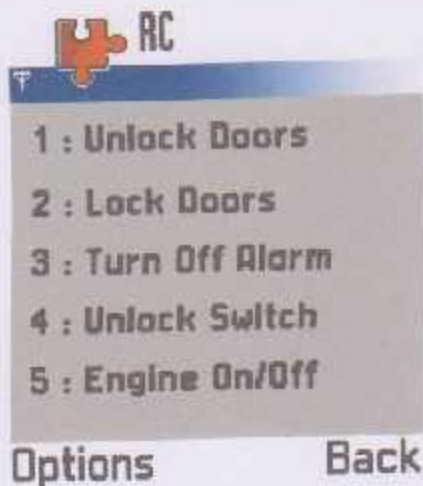 RC
1 : Unlock Doors
2 : Lock Doors
3 : Turn Off Alarm
4 : Unlock Switch
5 : Engine On/Off
Options Back